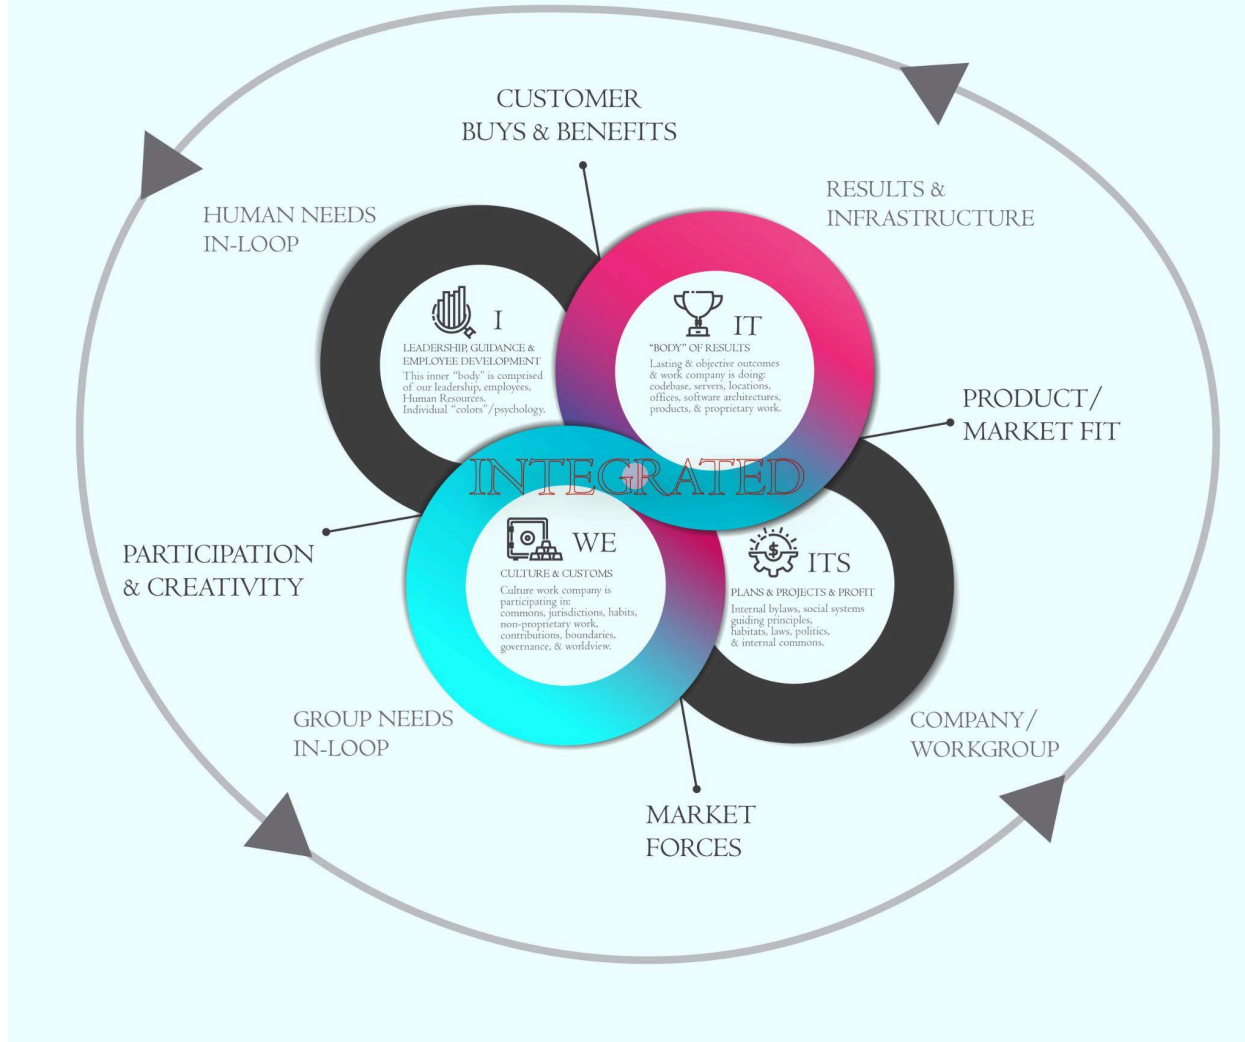 CUSTOMER
BUYS & BENEFITS
HUMAN NEEDS
IN-LOOP
RESULTS &
INFRASTRUCTURE
I
LEADERSHIP, GUIDANCE &
EMPLOYEE DEVELOPMENT
This inner “body” is comprised
of our leadership, employees,
Human Resources.
Individual “colors”/psychology.
IT
“BODY” OF RESULTS
Lasting & objective outcomes
& work company is doing:
codebase, servers, locations,
offices, software architectures,
products, & proprietary work.
PRODUCT/
MARKET FIT
INTEGRATED
PARTICIPATION
& CREATIVITY
WE
CULTURE & CUSTOMS
Culture work company is
participating in:
commons, jurisdictions, habits,
non-proprietary work,
contributions, boundaries,
governance, & worldview.
$
ITS
PLANS & PROJECTS & PROFIT
Internal bylaws, social systems
guiding principles,
habitats, laws, politics,
& internal commons.
GROUP NEEDS
IN-LOOP
COMPANY/
WORKGROUP
MARKET
FORCES